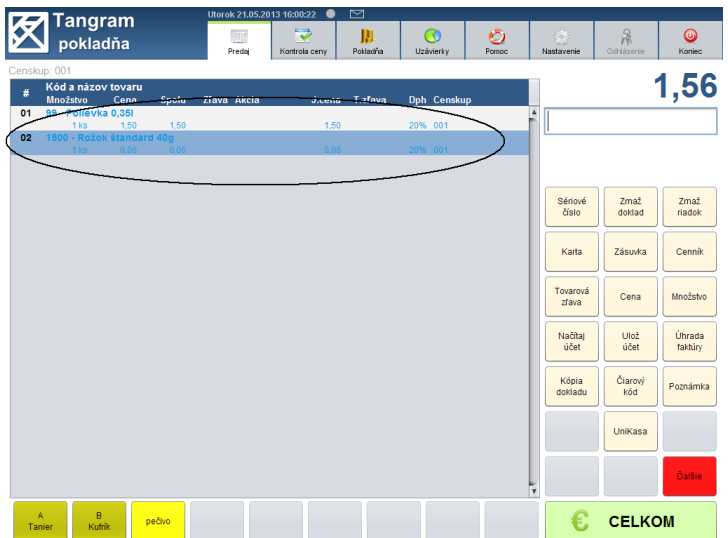 Tangram
pokladňa
Utorok 21.05.2013 16:00:22
Predaj
Kontrola ceny
Pokladňa
Uzávierky
Pomoc
Nastavenie
Odhlásenie
Koniec
Censkup: 001
# Kód a názov tovaru
Množstvo Cena Spolu Zľava Akcia J.cena T.zľava Dph Censkup
01 99 - Polievka 0,35l
1 ks 1,50 1,50 1,50 20% 001
02 1500 - Rožok štandard 40g
1 ks 0,06 0,06 0,06 20% 001
1,56
Sériové číslo
Zmaž doklad
Zmaž riadok
Karta
Zásuvka
Cenník
Tovarová zľava
Cena
Množstvo
Načítaj účet
Ulož účet
Úhrada faktúry
Kópia dokladu
Čiarový kód
Poznámka
UniKasa
Ďalšie
A Tanier
B Kufrík
pečivo
€ CELKOM